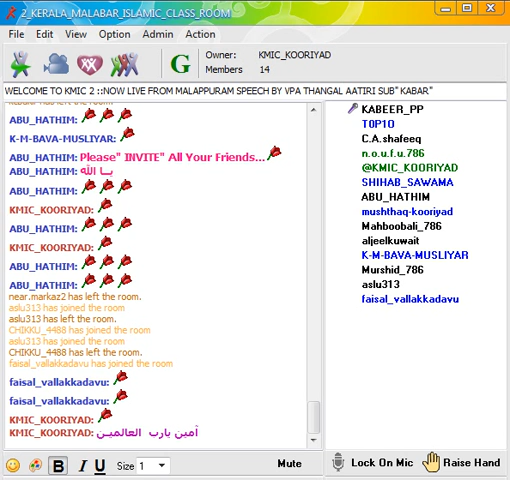 2_KERALA_MALABAR_ISLAMIC_CLASS_ROOM
File Edit View Option Admin Action
G Owner: KMIC_KOORIYAD
Members 14
WELCOME TO KMIC 2 ::NOW LIVE FROM MALAPPURAM SPEECH BY VPA THANGAL AATIRI SUB" KABAR"
ABU_HATHIM:
K-M-BAVA-MUSLIYAR:
ABU_HATHIM: Please" INVITE" All Your Friends...
ABU_HATHIM: يــا الله
ABU_HATHIM:
KMIC_KOORIYAD:
ABU_HATHIM:
KMIC_KOORIYAD:
ABU_HATHIM:
ABU_HATHIM:
near.markaz2 has left the room.
aslu313 has joined the room
aslu313 has left the room.
CHIKKU_4488 has joined the room
aslu313 has joined the room
CHIKKU_4488 has left the room.
faisal_vallakkadavu has joined the room
faisal_vallakkadavu:
faisal_vallakkadavu:
KMIC_KOORIYAD:
KMIC_KOORIYAD: أمين يارب العالميـن
KABEER_PP
T0P1O
C.A.shafeeq
n.o.u.f.u.786
@KMIC_KOORIYAD
SHIHAB_SAWAMA
ABU_HATHIM
mushthaq-kooriyad
Mahboobali_786
aljeelkuwait
K-M-BAVA-MUSLIYAR
Murshid_786
aslu313
faisal_vallakkadavu
B I U Size 1 Mute Lock On Mic Raise Hand